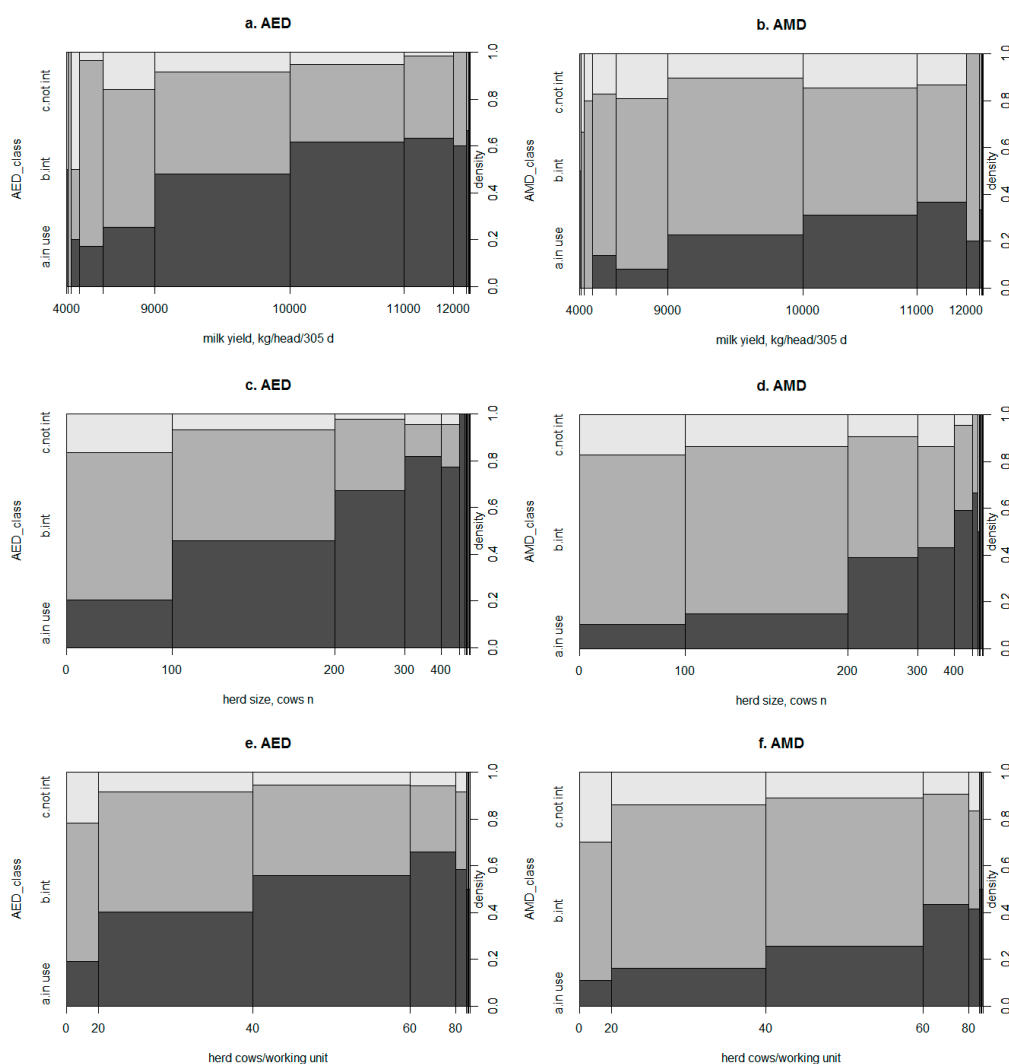 a. AED
AED_class
a.in use b.int c.not int
0.0 0.2 0.4 0.6 0.8 1.0
density
4000 9000 10000 11000 12000
milk yield, kg/head/305 d
b. AMD
AMD_class
a.in use b.int c.not int
0.0 0.2 0.4 0.6 0.8 1.0
density
4000 9000 10000 11000 12000
milk yield, kg/head/305 d
c. AED
AED_class
a.in use b.int c.not int
0.0 0.2 0.4 0.6 0.8 1.0
density
0 100 200 300 400
herd size, cows n
d. AMD
AMD_class
a.in use b.int c.not int
0.0 0.2 0.4 0.6 0.8 1.0
density
0 100 200 300 400
herd size, cows n
e. AED
AED_class
a.in use b.int c.not int
0.0 0.2 0.4 0.6 0.8 1.0
density
0 20 40 60 80
herd cows/working unit
f. AMD
AMD_class
a.in use b.int c.not int
0.0 0.2 0.4 0.6 0.8 1.0
density
0 20 40 60 80
herd cows/working unit